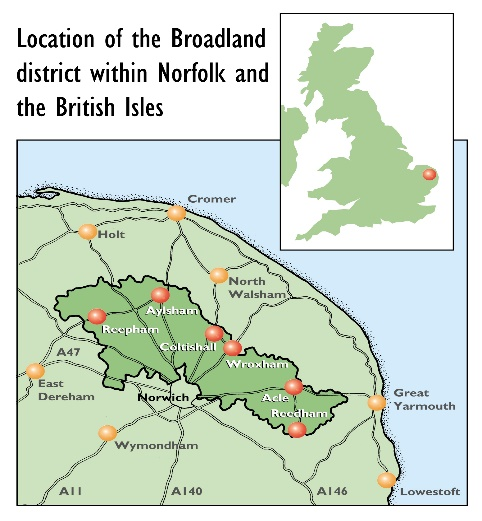 Location of the Broadland
district within Norfolk and
the British Isles
Cromer
Holt
North
Walsham
Aylsham
Reepham
Coltishall
Wroxham
A47
East
Dereham
Norwich
Acle
Reedham
Great
Yarmouth
Wymondham
A11
A140
A146
Lowestoft